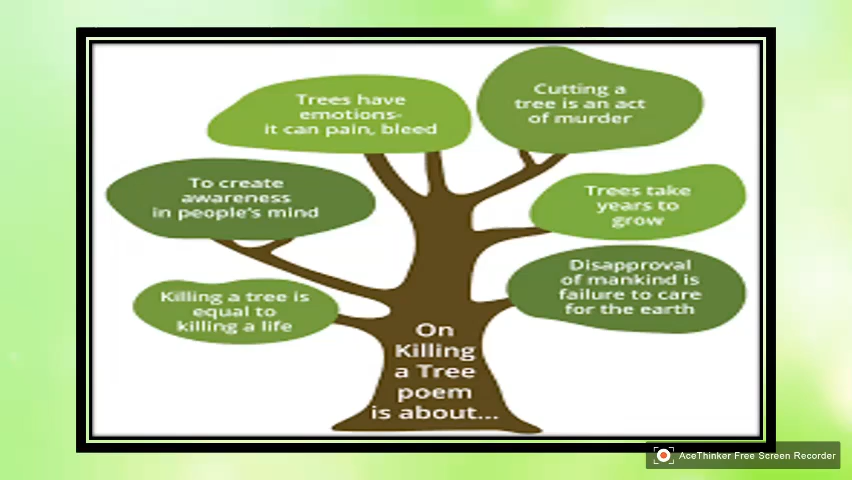 Trees have
emotions-
it can pain, bleed
Cutting a
tree is an act
of murder
To create
awareness
in people's mind
Trees take
years to
grow
Killing a tree is
equal to
killing a life
Disapproval
of mankind is
failure to care
for the earth
On
Killing
a Tree
poem
is about...
AceThinker Free Screen Recorder